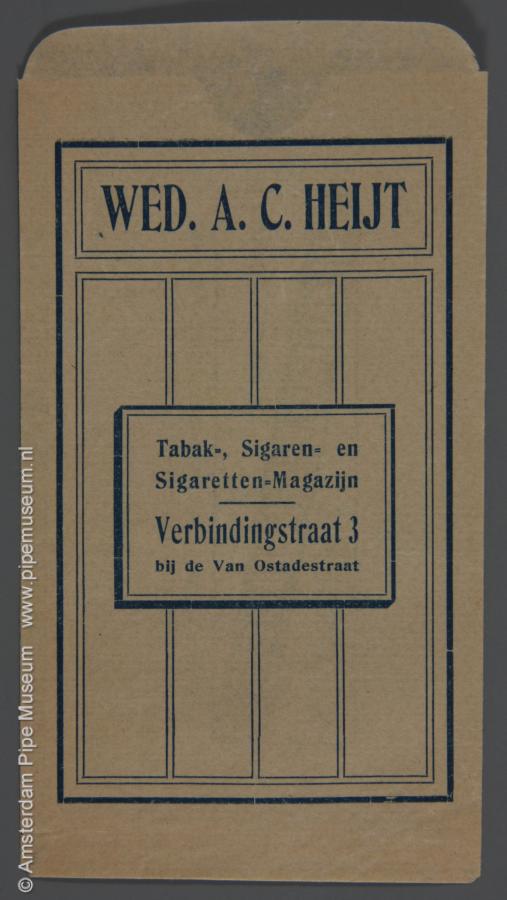 WED. A. C. HEIJT
Tabak-, Sigaren- en
Sigaretten-Magazijn
Verbindingstraat 3
bij de Van Ostadestraat
© Amsterdam Pipe Museum www.pipemuseum.nl